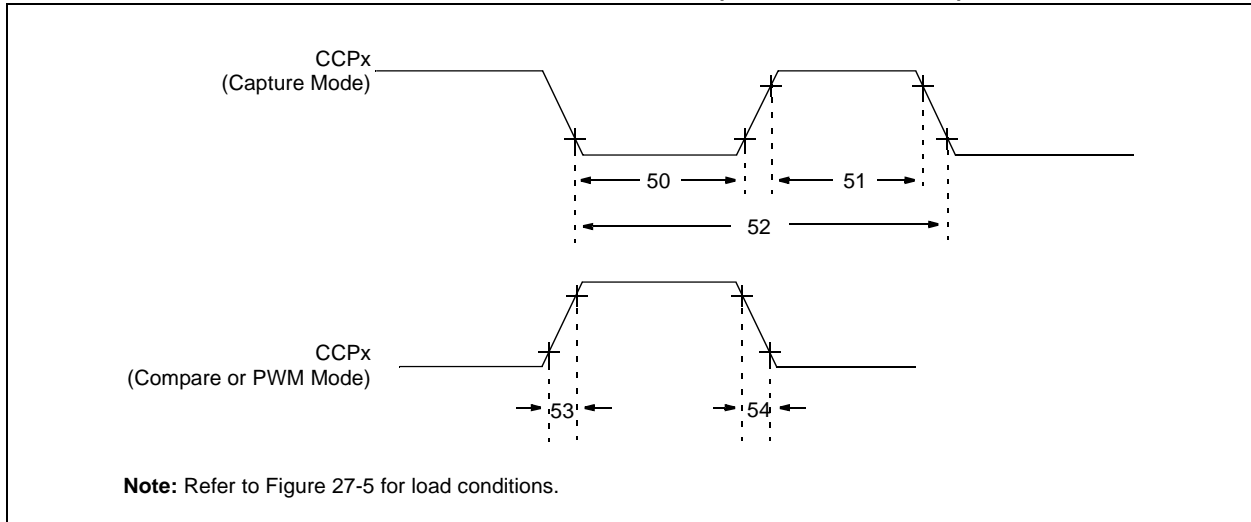 CCPx
(Capture Mode)
50
51
52
CCPx
(Compare or PWM Mode)
53
54
Note: Refer to Figure 27-5 for load conditions.